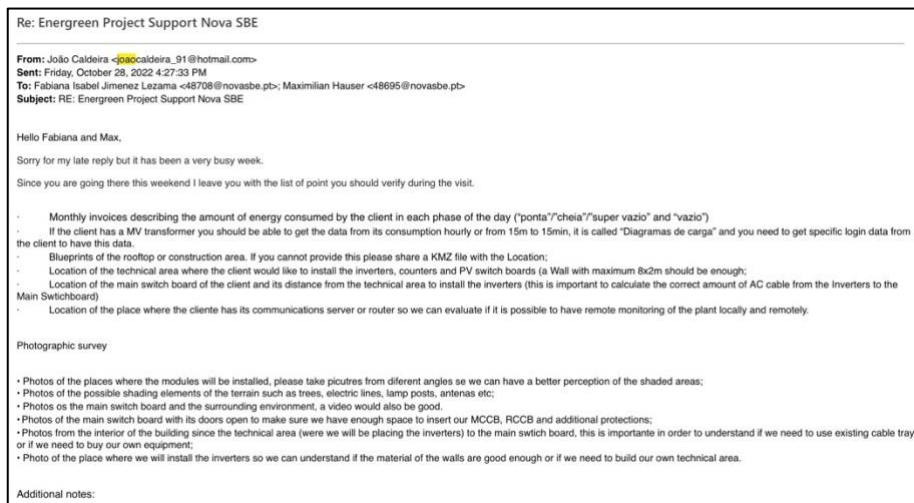 Re: Energreen Project Support Nova SBE
From: João Caldeira <joaocaldeira_91@hotmail.com>
Sent: Friday, October 28, 2022 4:27:33 PM
To: Fabiana Isabel Jimenez Lezama <48708@novasbe.pt>; Maximilian Hauser <48695@novasbe.pt>
Subject: RE: Energreen Project Support Nova SBE
Hello Fabiana and Max,
Sorry for my late reply but it has been a very busy week.
Since you are going there this weekend I leave you with the list of point you should verify during the visit.
· Monthly invoices describing the amount of energy consumed by the client in each phase of the day ("ponta"/"cheia"/"super vazio" and "vazio")
· If the client has a MV transformer you should be able to get the data from its consumption hourly or from 15m to 15min, it is called "Diagramas de carga" and you need to get specific login data from
the client to have this data.
· Blueprints of the rooftop or construction area. If you cannot provide this please share a KMZ file with the Location;
· Location of the technical area where the client would like to install the inverters, counters and PV switch boards (a Wall with maximum 8x2m should be enough;
· Location of the main switch board of the client and its distance from the technical area to install the inverters (this is important to calculate the correct amount of AC cable from the Inverters to the
Main Swtichboard)
· Location of the place where the cliente has its communications server or router so we can evaluate if it is possible to have remote monitoring of the plant locally and remotely.
Photographic survey
• Photos of the places where the modules will be installed, please take picutres from diferent angles se we can have a better perception of the shaded areas;
• Photos of the possible shading elements of the terrain such as trees, electric lines, lamp posts, antenas etc;
• Photos os the main switch board and the surrounding environment, a video would also be good.
• Photos of the main switch board with its doors open to make sure we have enough space to insert our MCCB, RCCB and additional protections;
• Photos from the interior of the building since the technical area (were we will be placing the inverters) to the main swtich board, this is importante in order to understand if we need to use existing cable tray
or if we need to buy our own equipment;
• Photo of the place where we will install the inverters so we can understand if the material of the walls are good enough or if we need to build our own technical area.
Additional notes: